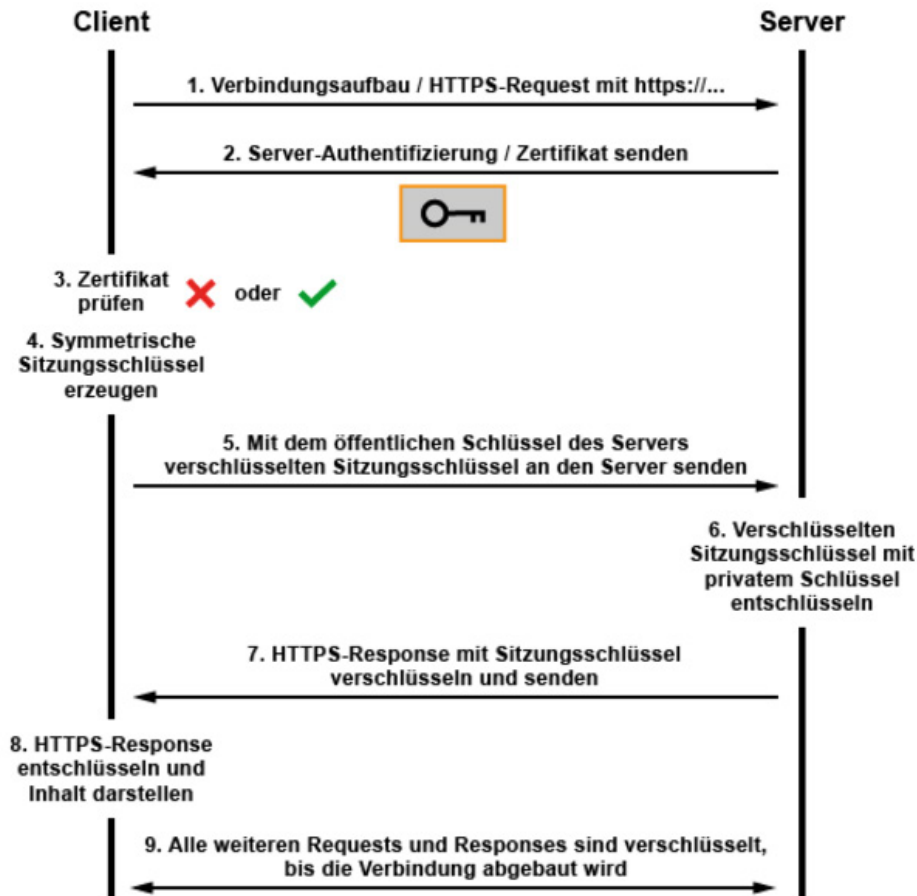 Client
Server
1. Verbindungsaufbau / HTTPS-Request mit https://...
2. Server-Authentifizierung / Zertifikat senden
3. Zertifikat
prüfen
oder
4. Symmetrische
Sitzungsschlüssel
erzeugen
5. Mit dem öffentlichen Schlüssel des Servers
verschlüsselten Sitzungsschlüssel an den Server senden
6. Verschlüsselten
Sitzungsschlüssel mit
privatem Schlüssel
entschlüsseln
7. HTTPS-Response mit Sitzungsschlüssel
verschlüsseln und senden
8. HTTPS-Response
entschlüsseln und
Inhalt darstellen
9. Alle weiteren Requests und Responses sind verschlüsselt,
bis die Verbindung abgebaut wird